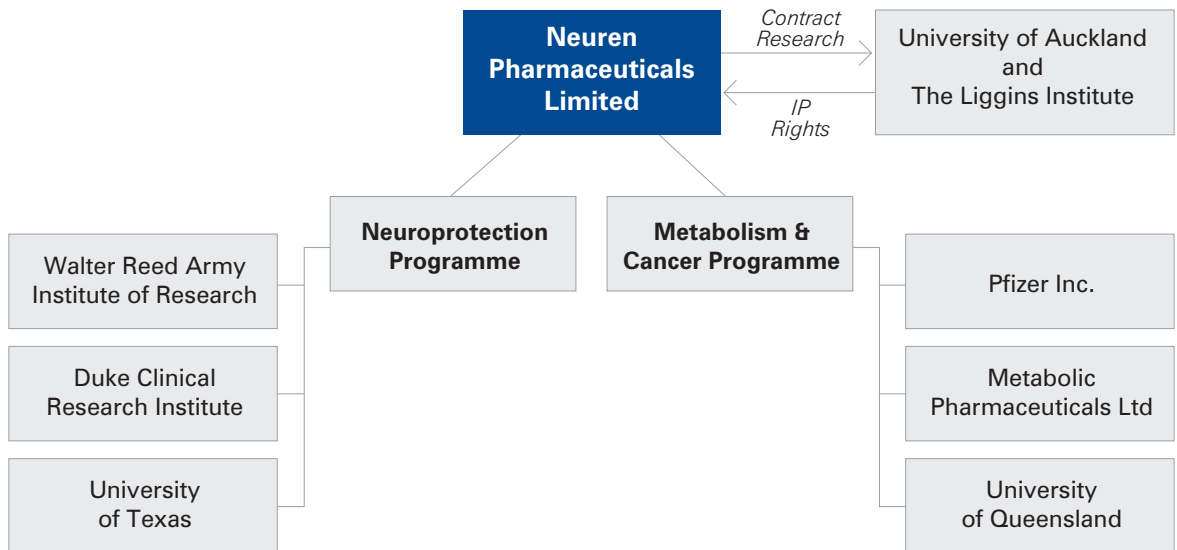 Neuren
Pharmaceuticals
Limited
Contract
Research
IP
Rights
University of Auckland
and
The Liggins Institute
Neuroprotection
Programme
Metabolism &
Cancer Programme
Walter Reed Army
Institute of Research
Duke Clinical
Research Institute
University
of Texas
Pfizer Inc.
Metabolic
Pharmaceuticals Ltd
University
of Queensland